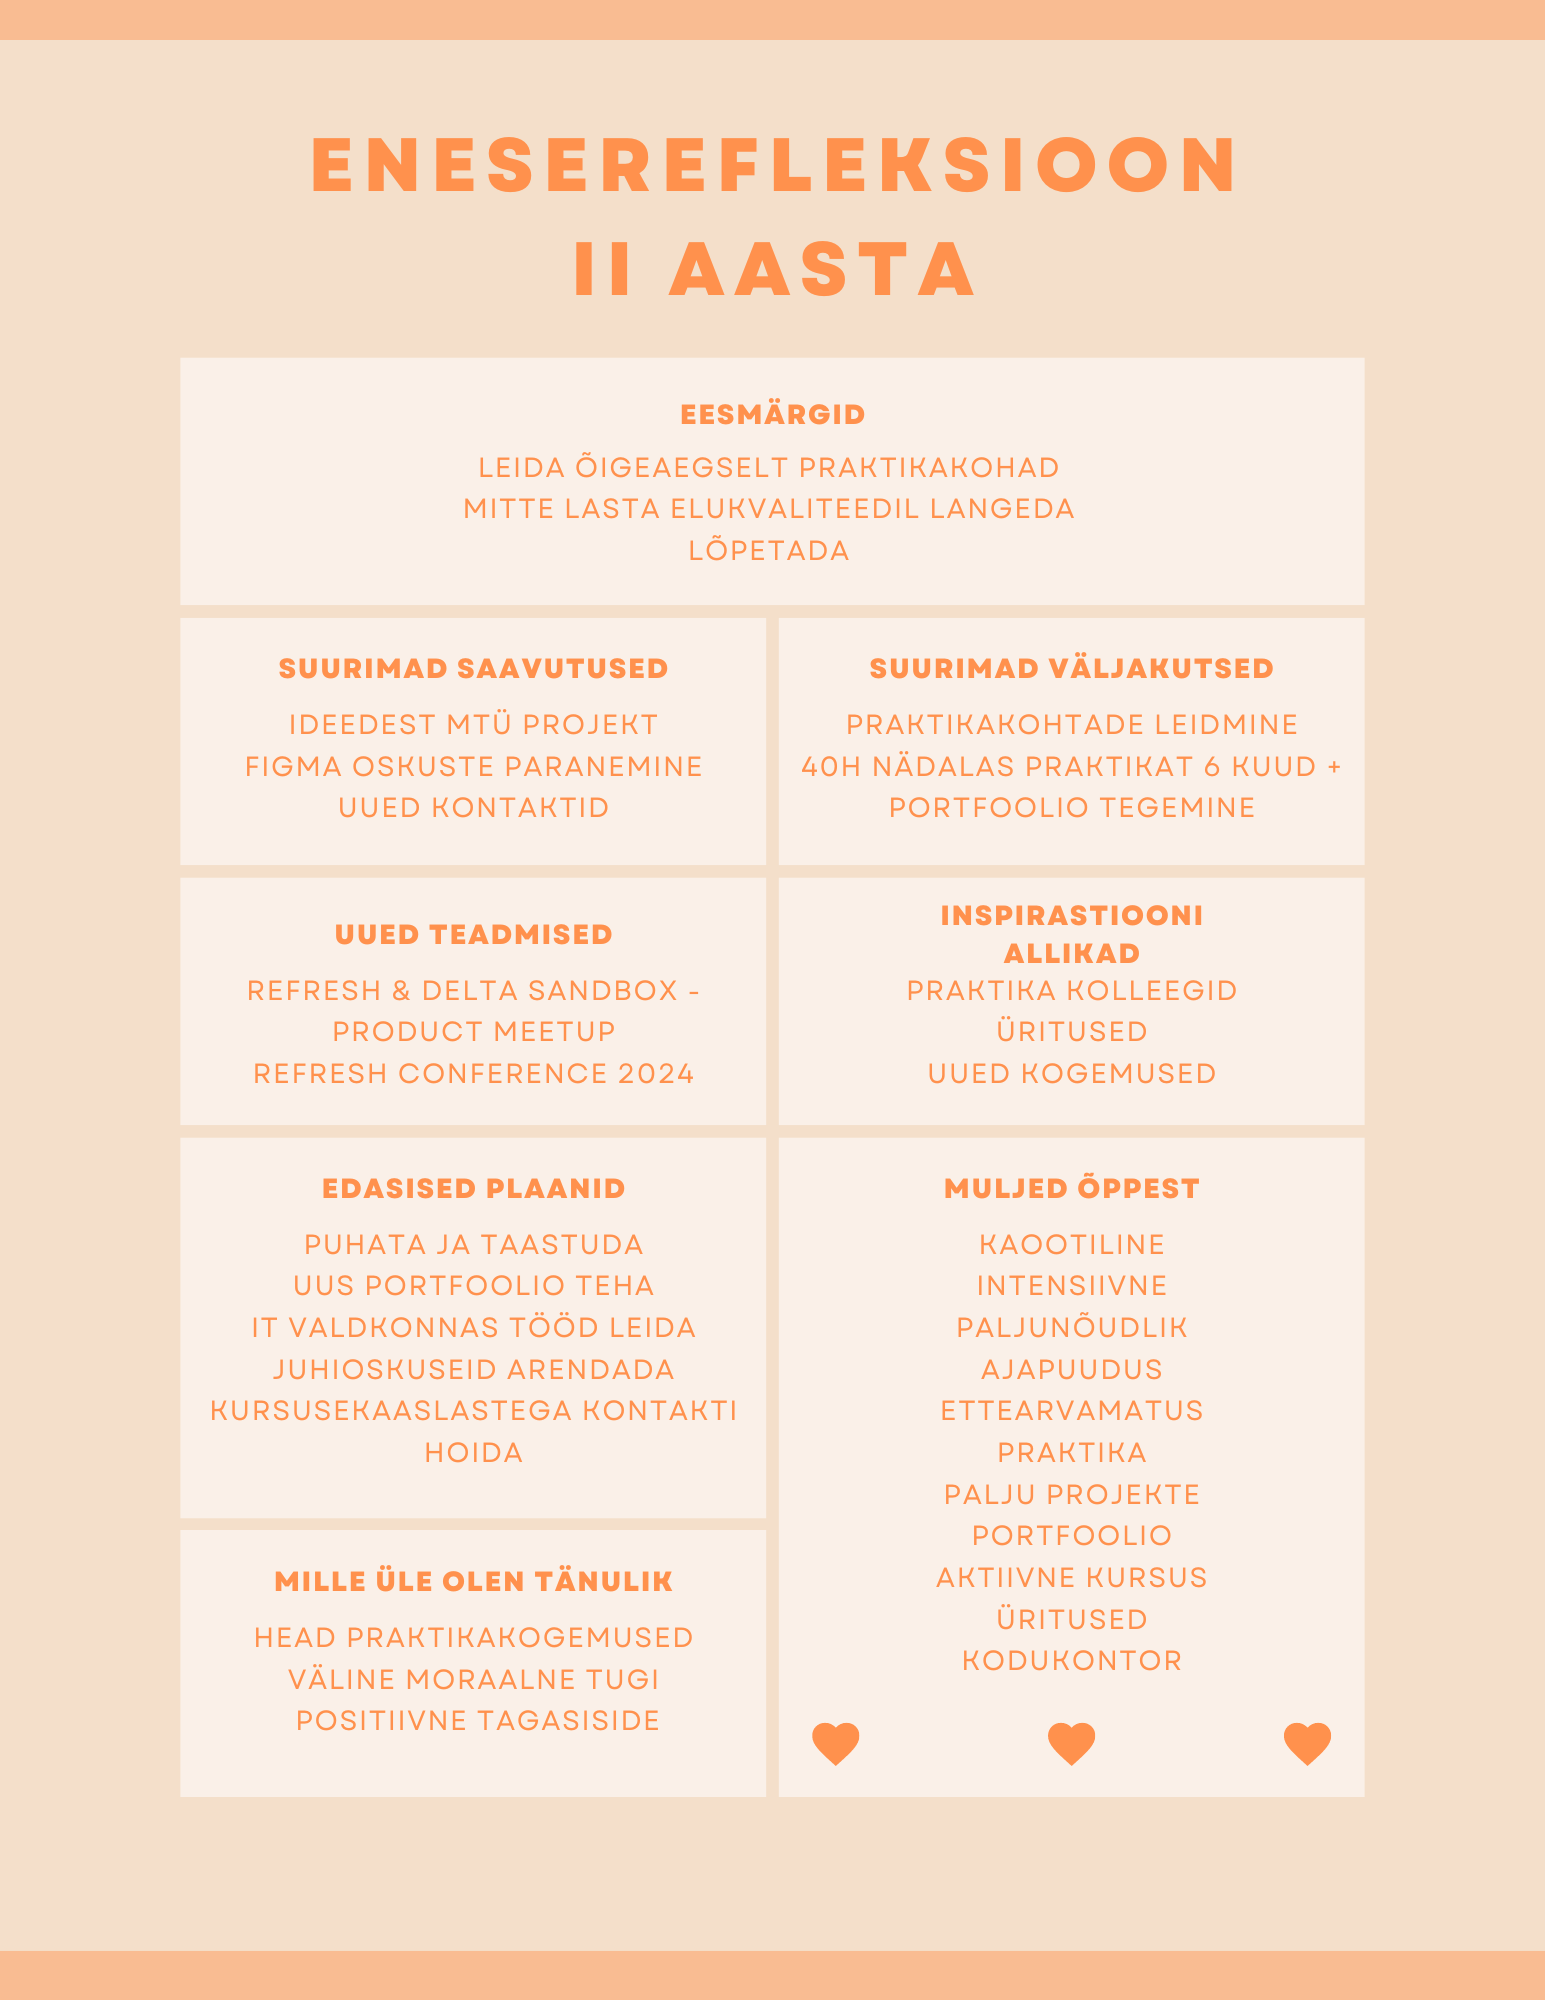 ENESEREFLEKSIOON
II AASTA
EESMÄRGID
LEIDA ÕIGEAEGSELT PRAKTIKAKOHAD
MITTE LASTA ELUKVALITEEDIL LANGEDA
LÕPETADA
SUURIMAD SAAVUTUSED
IDEEDEST MTÜ PROJEKT
FIGMA OSKUSTE PARANEMINE
UUED KONTAKTID
SUURIMAD VÄLJAKUTSED
PRAKTIKAKOHTADE LEIDMINE
40H NÄDALAS PRAKTIKAT 6 KUUD +
PORTFOOLIO TEGEMINE
UUED TEADMISED
REFRESH & DELTA SANDBOX -
PRODUCT MEETUP
REFRESH CONFERENCE 2024
INSPIRASTIOONI
ALLIKAD
PRAKTIKA KOLLEEGID
ÜRITUSED
UUED KOGEMUSED
EDASISED PLAANID
PUHATA JA TAASTUDA
UUS PORTFOOLIO TEHA
IT VALDKONNAS TÖÖD LEIDA
JUHIOSKUSEID ARENDADA
KURSUSEKAASLASTEGA KONTAKTI
HOIDA
MULJED ÕPPEST
KAOOTILINE
INTENSIIVNE
PALJUNÕUDLIK
AJAPUUDUS
ETTEARVAMATUS
PRAKTIKA
PALJU PROJEKTE
PORTFOOLIO
AKTIIVNE KURSUS
ÜRITUSED
KODUKONTOR
MILLE ÜLE OLEN TÄNULIK
HEAD PRAKTIKAKOGEMUSED
VÄLINE MORAALNE TUGI
POSITIIVNE TAGASISIDE